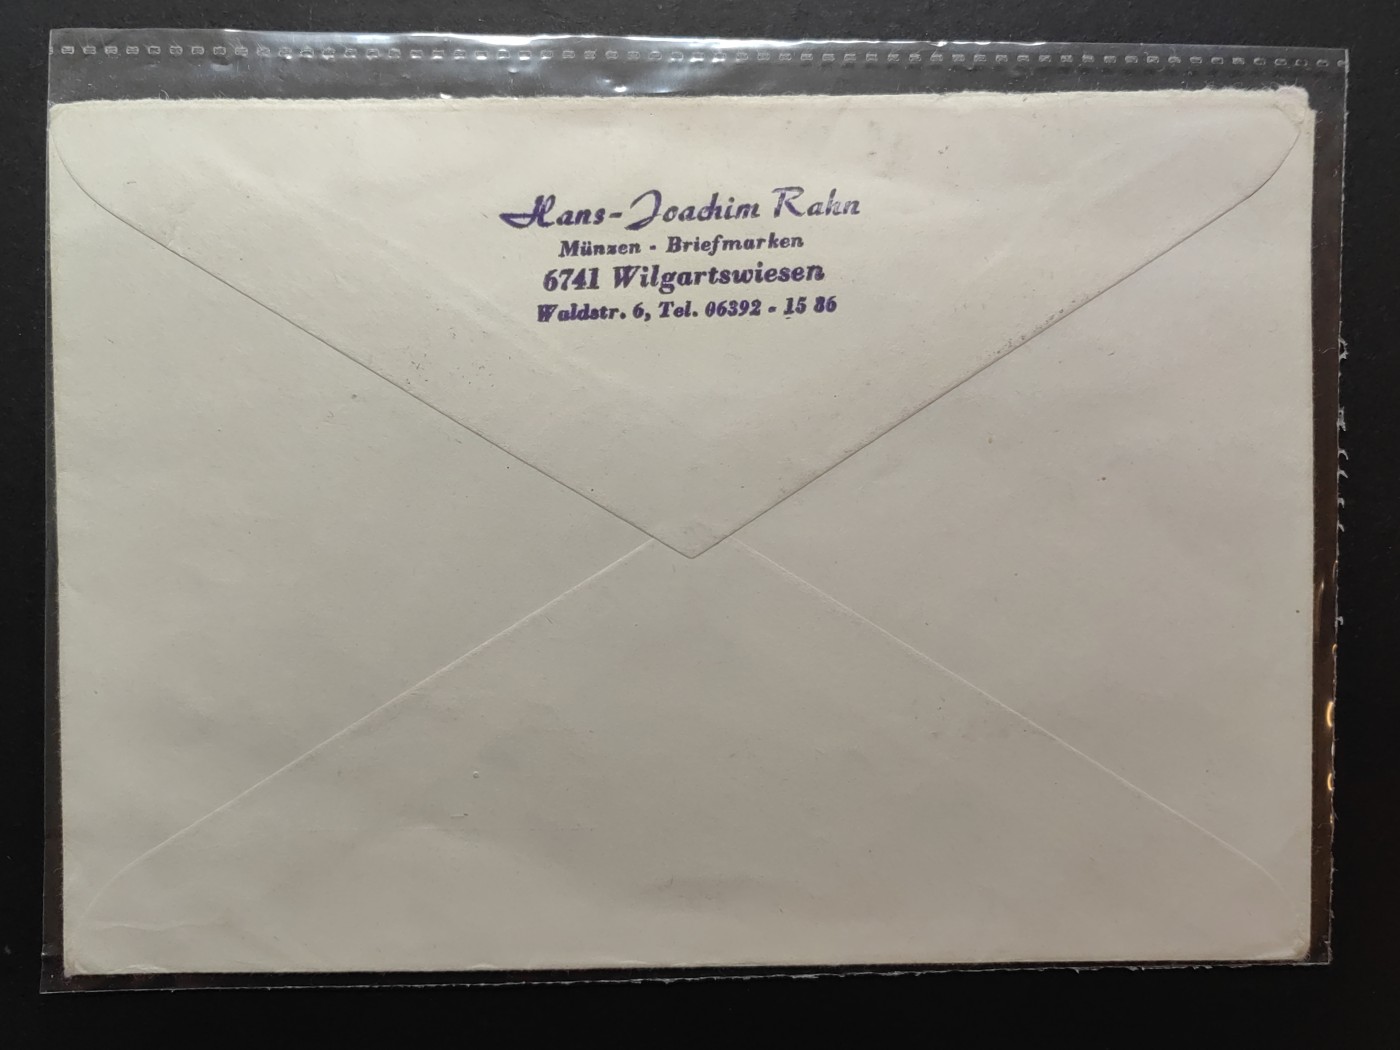 Hans-Joachim Rahn
Münzen - Briefmarken
6741 Wilgartswiesen
Waldstr. 6, Tel. 06392 - 15 86